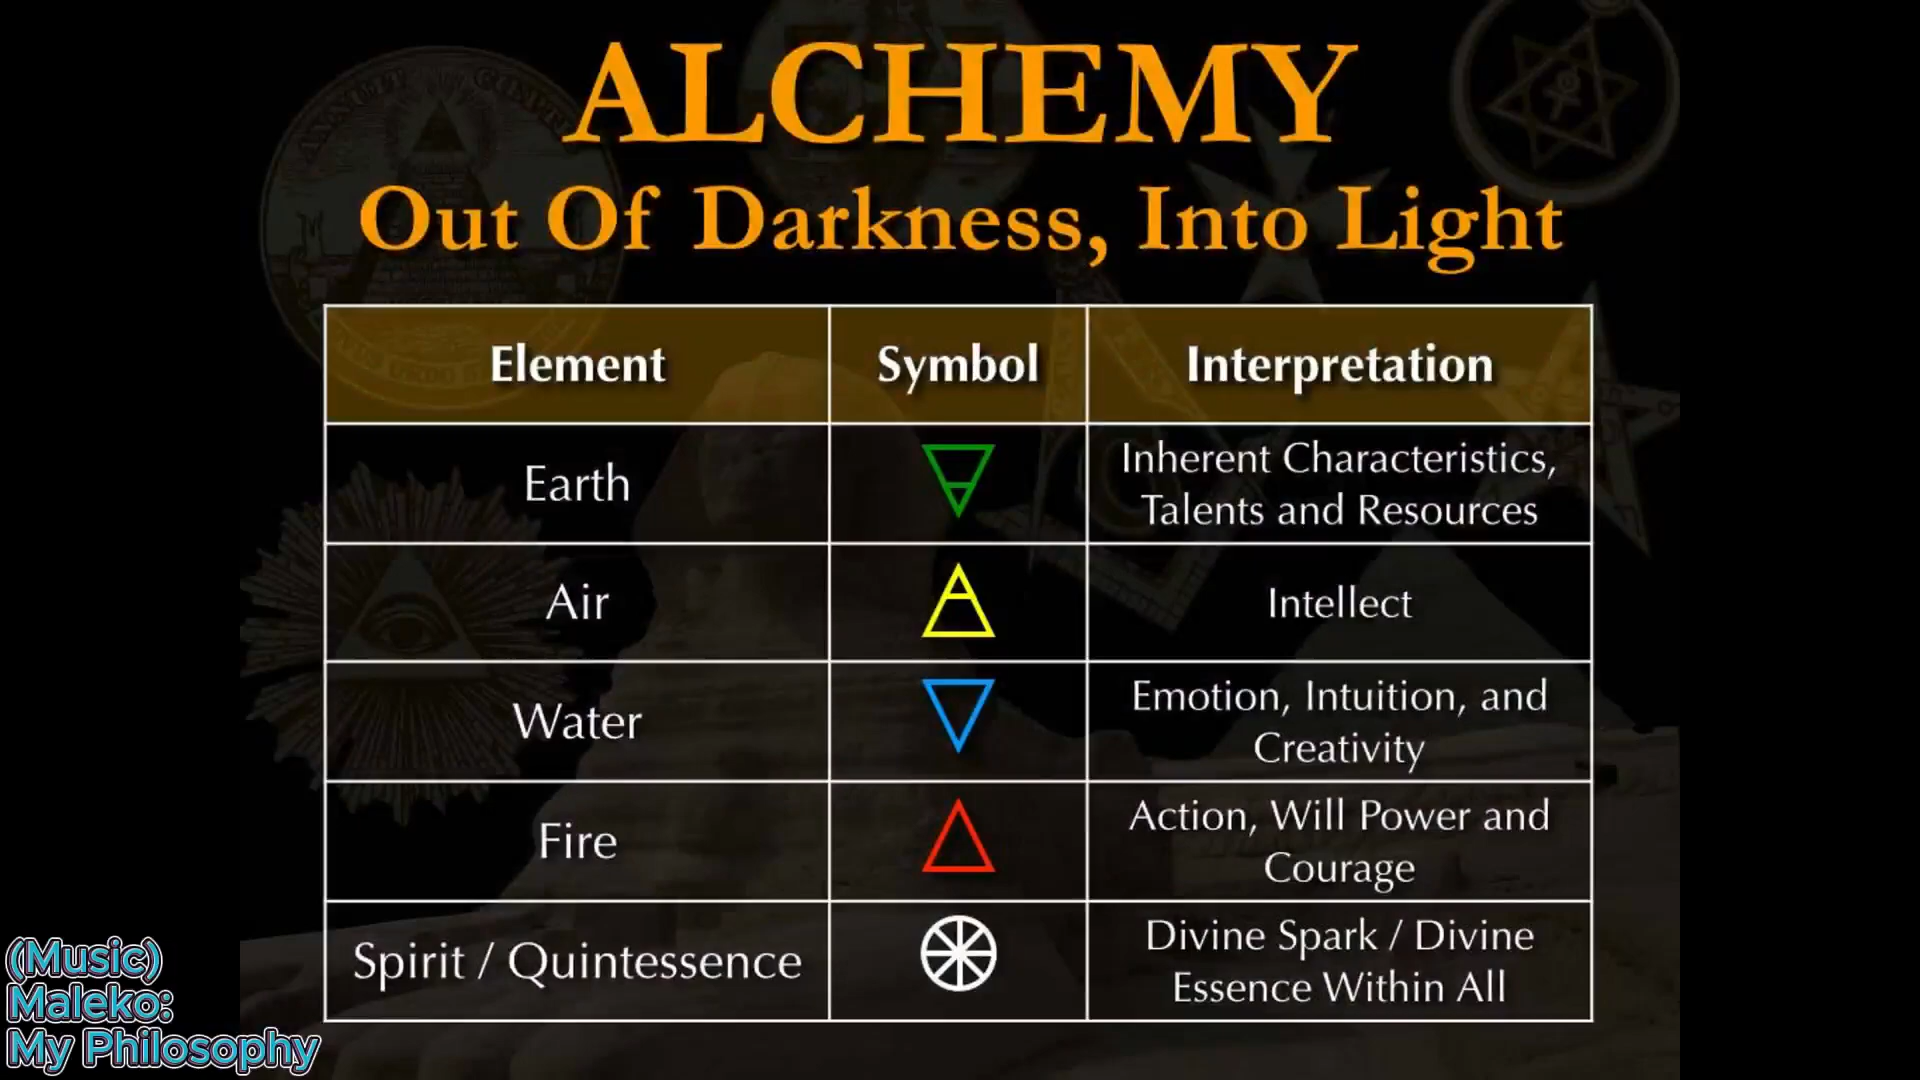 ALCHEMY
Out Of Darkness, Into Light
Element
Symbol
Interpretation
Earth
Inherent Characteristics,
Talents and Resources
Air
Intellect
Water
Emotion, Intuition, and
Creativity
Fire
Action, Will Power and
Courage
Spirit / Quintessence
Divine Spark / Divine
Essence Within All
(Music)
Maleko:
My Philosophy